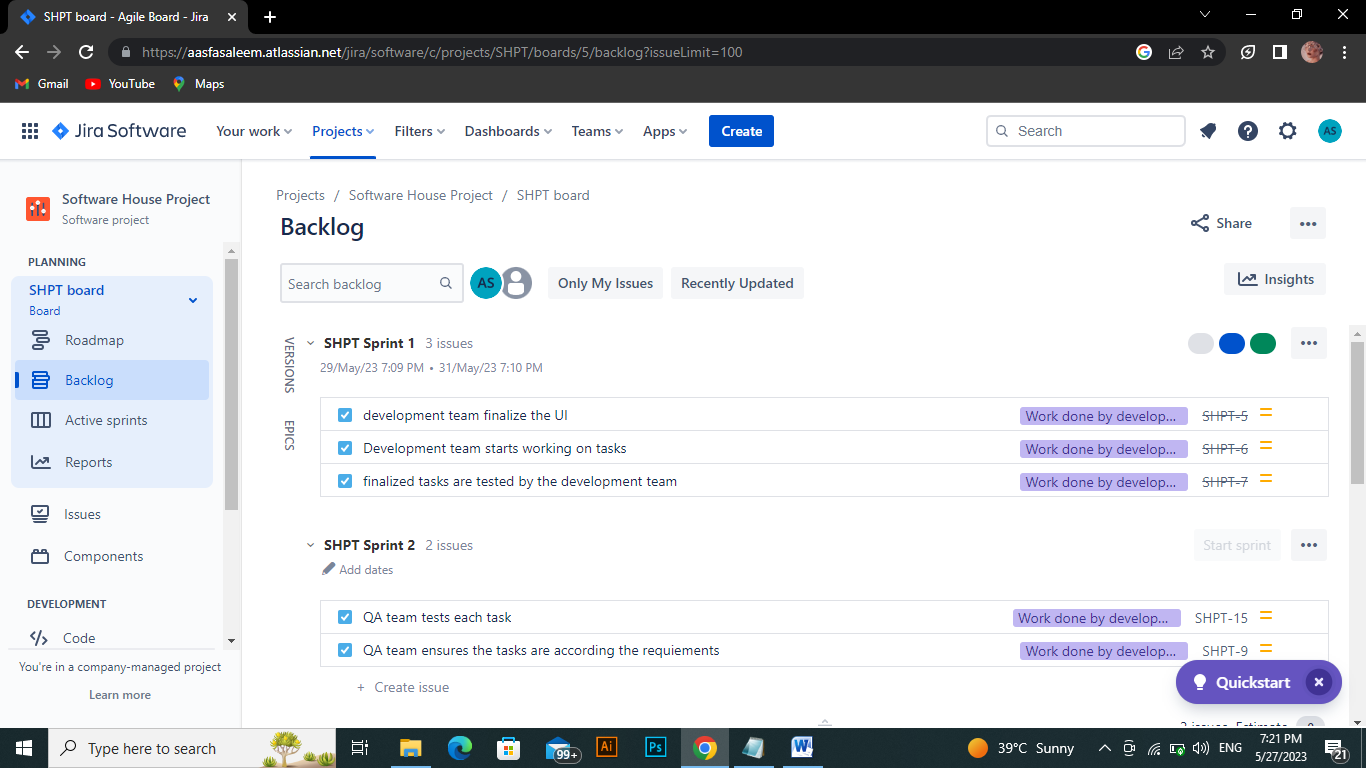 SHPT board - Agile Board - Jira
https://aasfasaleem.atlassian.net/jira/software/c/projects/SHPT/boards/5/backlog?issueLimit=100
Gmail YouTube Maps
Jira Software Your work Projects Filters Dashboards Teams Apps Create Search AS
Software House Project
Software project
PLANNING
SHPT board
Board
Roadmap
Backlog
Active sprints
Reports
Issues
Components
DEVELOPMENT
Code
You're in a company-managed project
Learn more
Projects / Software House Project / SHPT board
Backlog
Share
Search backlog AS Only My Issues Recently Updated Insights
VERSIONS
EPICS
SHPT Sprint 1 3 issues
29/May/23 7:09 PM • 31/May/23 7:10 PM
development team finalize the UI Work done by develop... SHPT-5
Development team starts working on tasks Work done by develop... SHPT-6
finalized tasks are tested by the development team Work done by develop... SHPT-7
SHPT Sprint 2 2 issues Start sprint
Add dates
QA team tests each task Work done by develop... SHPT-15
QA team ensures the tasks are according the requiements Work done by develop... SHPT-9
+ Create issue
Quickstart
2 issues Estimate 0
Type here to search
99+
Ai
Ps
W
39°C Sunny
ENG
7:21 PM
5/27/2023
21